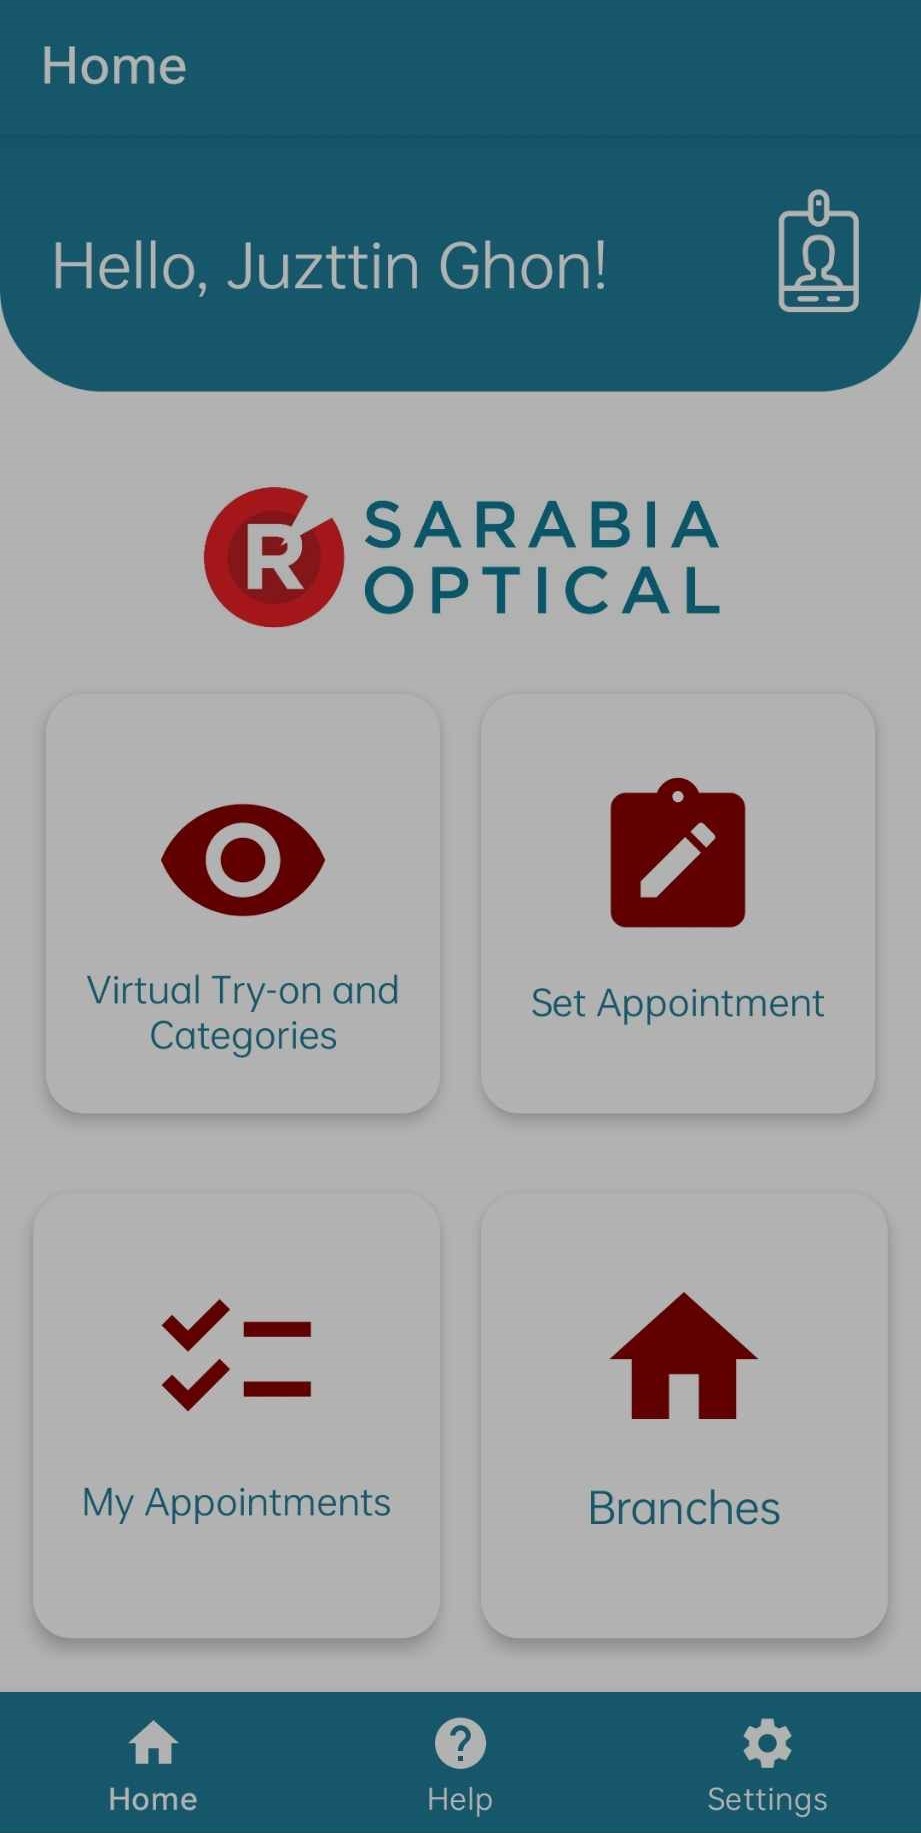 Home
Hello, Juzttin Ghon!
R
SARABIA
OPTICAL
Virtual Try-on and
Categories
Set Appointment
My Appointments
Branches
Home
Help
Settings